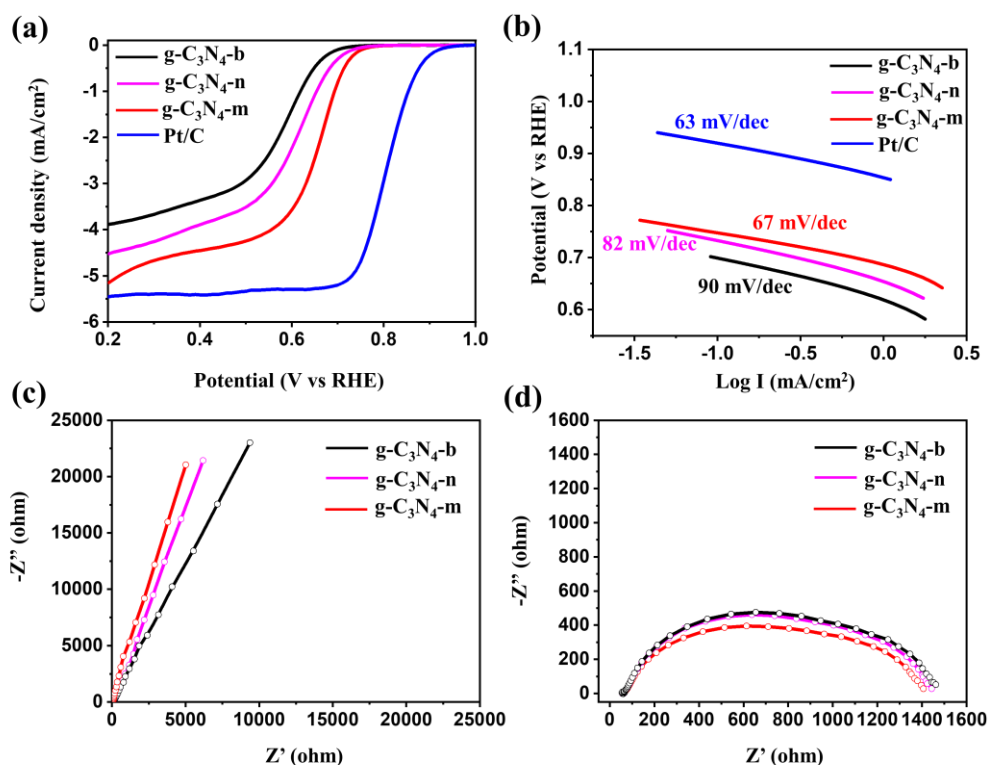 (a)
g-C₃N₄-b
g-C₃N₄-n
g-C₃N₄-m
Pt/C
Current density (mA/cm²)
0
-1
-2
-3
-4
-5
-6
0.2
0.4
0.6
0.8
1.0
Potential (V vs RHE)
(b)
g-C₃N₄-b
g-C₃N₄-n
g-C₃N₄-m
Pt/C
63 mV/dec
67 mV/dec
82 mV/dec
90 mV/dec
Potential (V vs RHE)
1.1
1.0
0.9
0.8
0.7
0.6
-1.5
-1.0
-0.5
0.0
0.5
Log I (mA/cm²)
(c)
g-C₃N₄-b
g-C₃N₄-n
g-C₃N₄-m
-Z” (ohm)
25000
20000
15000
10000
5000
0
0
5000
10000
15000
20000
25000
Z’ (ohm)
(d)
g-C₃N₄-b
g-C₃N₄-n
g-C₃N₄-m
-Z” (ohm)
1600
1400
1200
1000
800
600
400
200
0
0
200
400
600
800
1000
1200
1400
1600
Z’ (ohm)